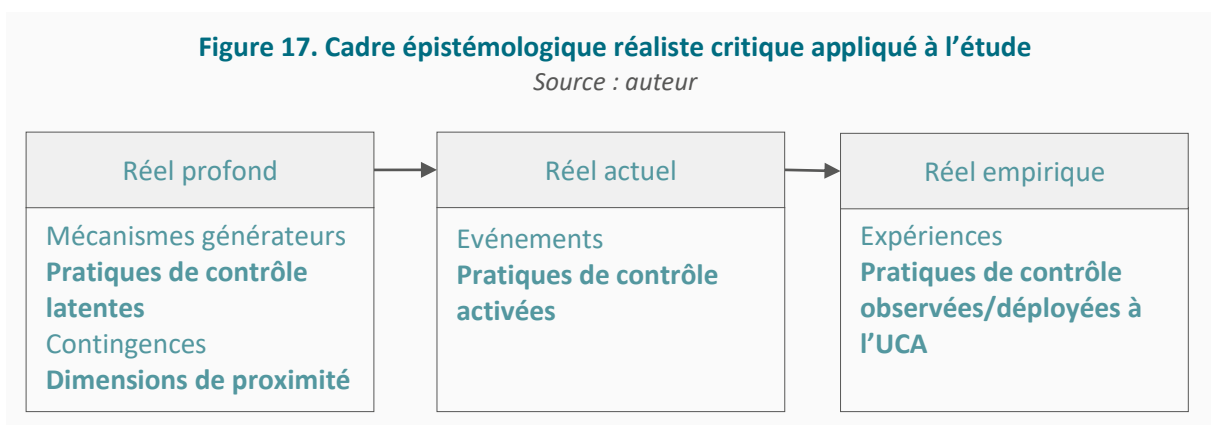 Figure 17. Cadre épistémologique réaliste critique appliqué à l’étude
Source : auteur
Réel profond
Mécanismes générateurs
Pratiques de contrôle
latentes
Contingences
Dimensions de proximité
Réel actuel
Evénements
Pratiques de contrôle
activées
Réel empirique
Expériences
Pratiques de contrôle
observées/déployées à
l’UCA